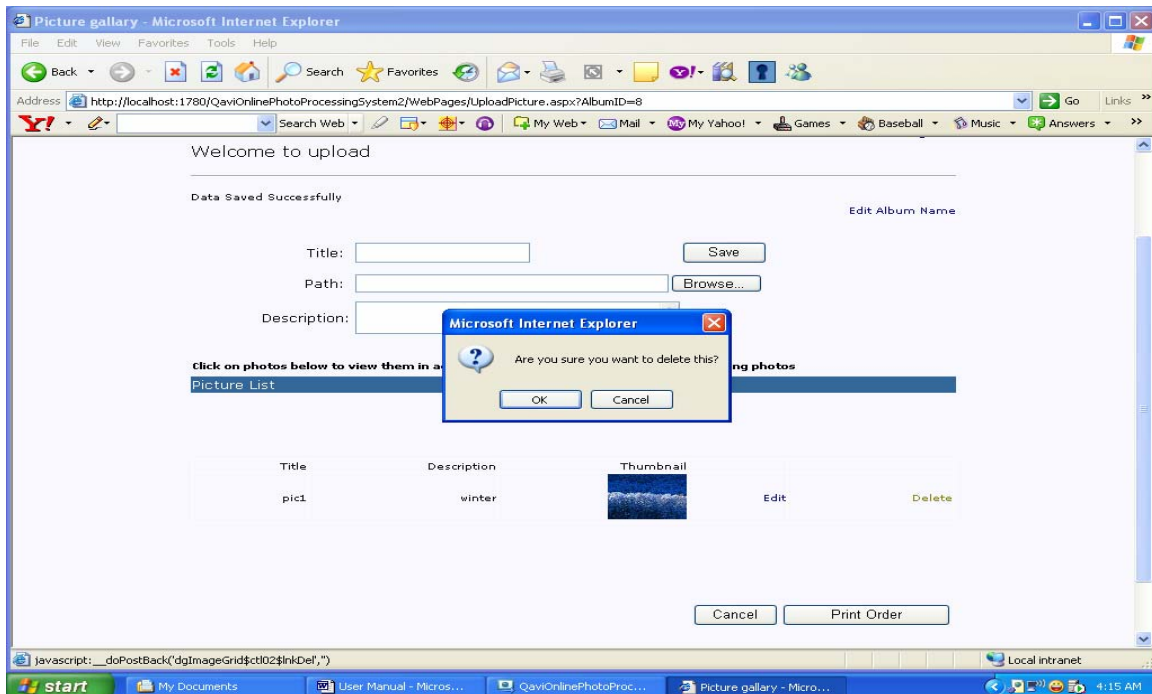 Picture gallary - Microsoft Internet Explorer
File Edit View Favorites Tools Help
Back Search Favorites
Address http://localhost:1780/QaviOnlinePhotoProcessingSystem2/WebPages/UploadPicture.aspx?AlbumID=8 Go Links »
Y! Search Web My Web Mail My Yahoo! Games Baseball Music Answers »
Welcome to upload
Data Saved Successfully
Edit Album Name
Title: Save
Path: Browse...
Description:
Microsoft Internet Explorer
Are you sure you want to delete this?
OK Cancel
Click on photos below to view them in a ng photos
Picture List
Title Description Thumbnail
pic1 winter Edit Delete
Cancel Print Order
javascript:__doPostBack('dgImageGrid$ctl02$lnkDel','') Local intranet
start My Documents User Manual - Micros... QaviOnlinePhotoProc... Picture gallary - Micro... 4:15 AM